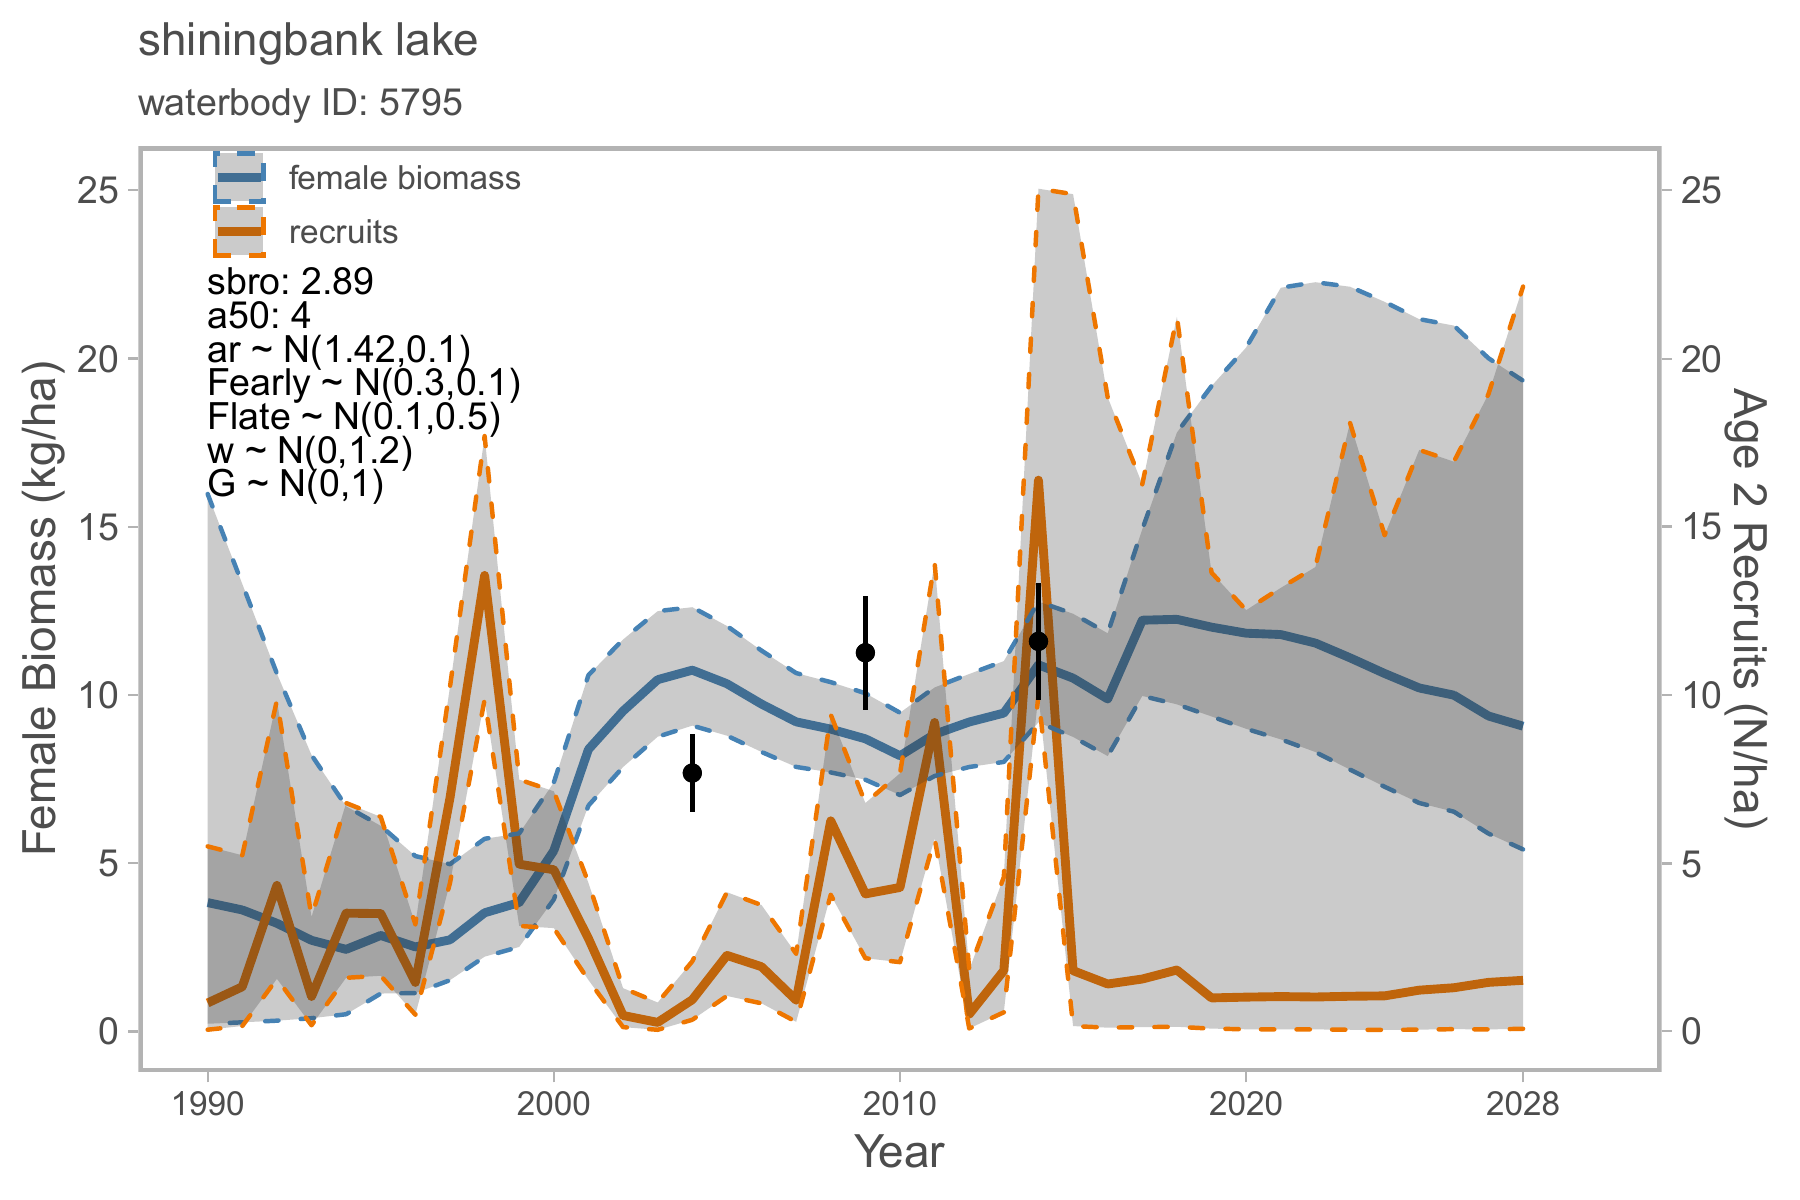 shiningbank lake
waterbody ID: 5795
female biomass
recruits
sbro: 2.89
a50: 4
ar ~ N(1.42,0.1)
Fearly ~ N(0.3,0.1)
Flate ~ N(0.1,0.5)
w ~ N(0,1.2)
G ~ N(0,1)
Female Biomass (kg/ha)
25
20
15
10
5
0
25
20
15
10
5
0
Age 2 Recruits (N/ha)
1990
2000
2010
2020
2028
Year